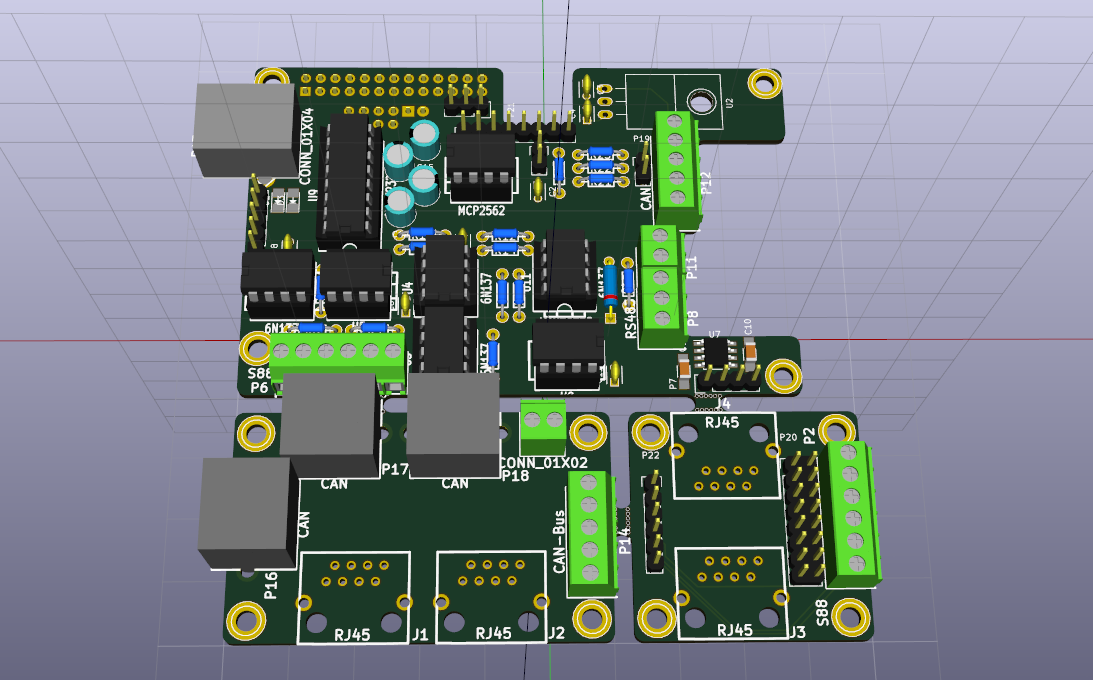 U2
CONN_01X04
P19
MCP2562
U9
CAN
P12
P11
U4
6N137
RS485
P8
U7
C10
6N137
S88
P6
P7
J4
RJ45
P20
P2
P22
P17
CAN
CAN
P18
CONN_01X02
CAN
CAN-Bus
P14
P16
S88
RJ45
J1
RJ45
J2
RJ45
J3